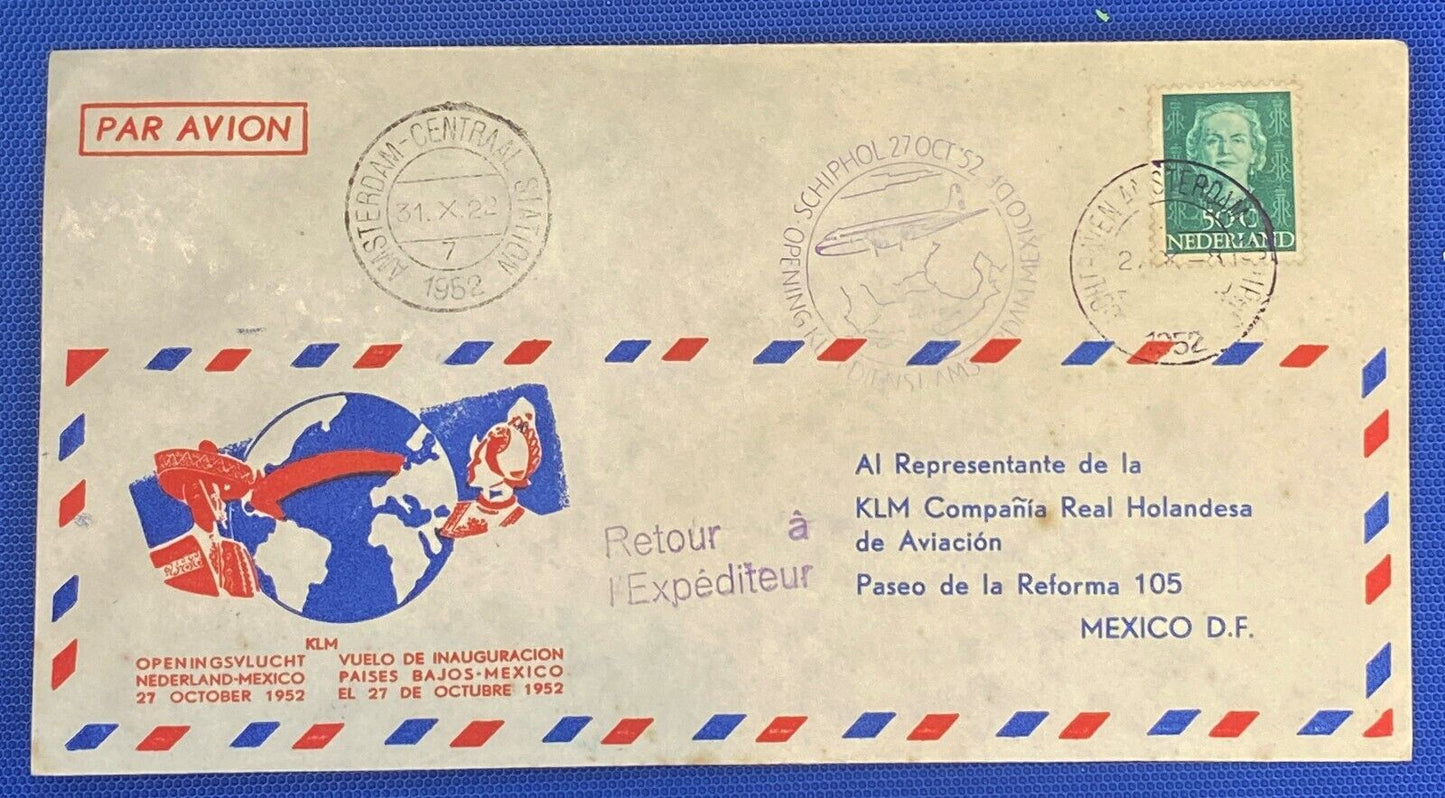 PAR AVION
AMSTERDAM-CENTRAAL STATION
31.X.22
7
1952
OPENING SCHIPHOL 27 OCT '52
50 C
NEDERLAND
AMSTERDAM
1952
Al Representante de la
KLM Compañía Real Holandesa
de Aviación
Paseo de la Reforma 105
MEXICO D.F.
Retour â
l'Expéditeur
KLM
OPENINGSVLUCHT
NEDERLAND-MEXICO
27 OCTOBER 1952
VUELO DE INAUGURACION
PAISES BAJOS-MEXICO
EL 27 DE OCTUBRE 1952